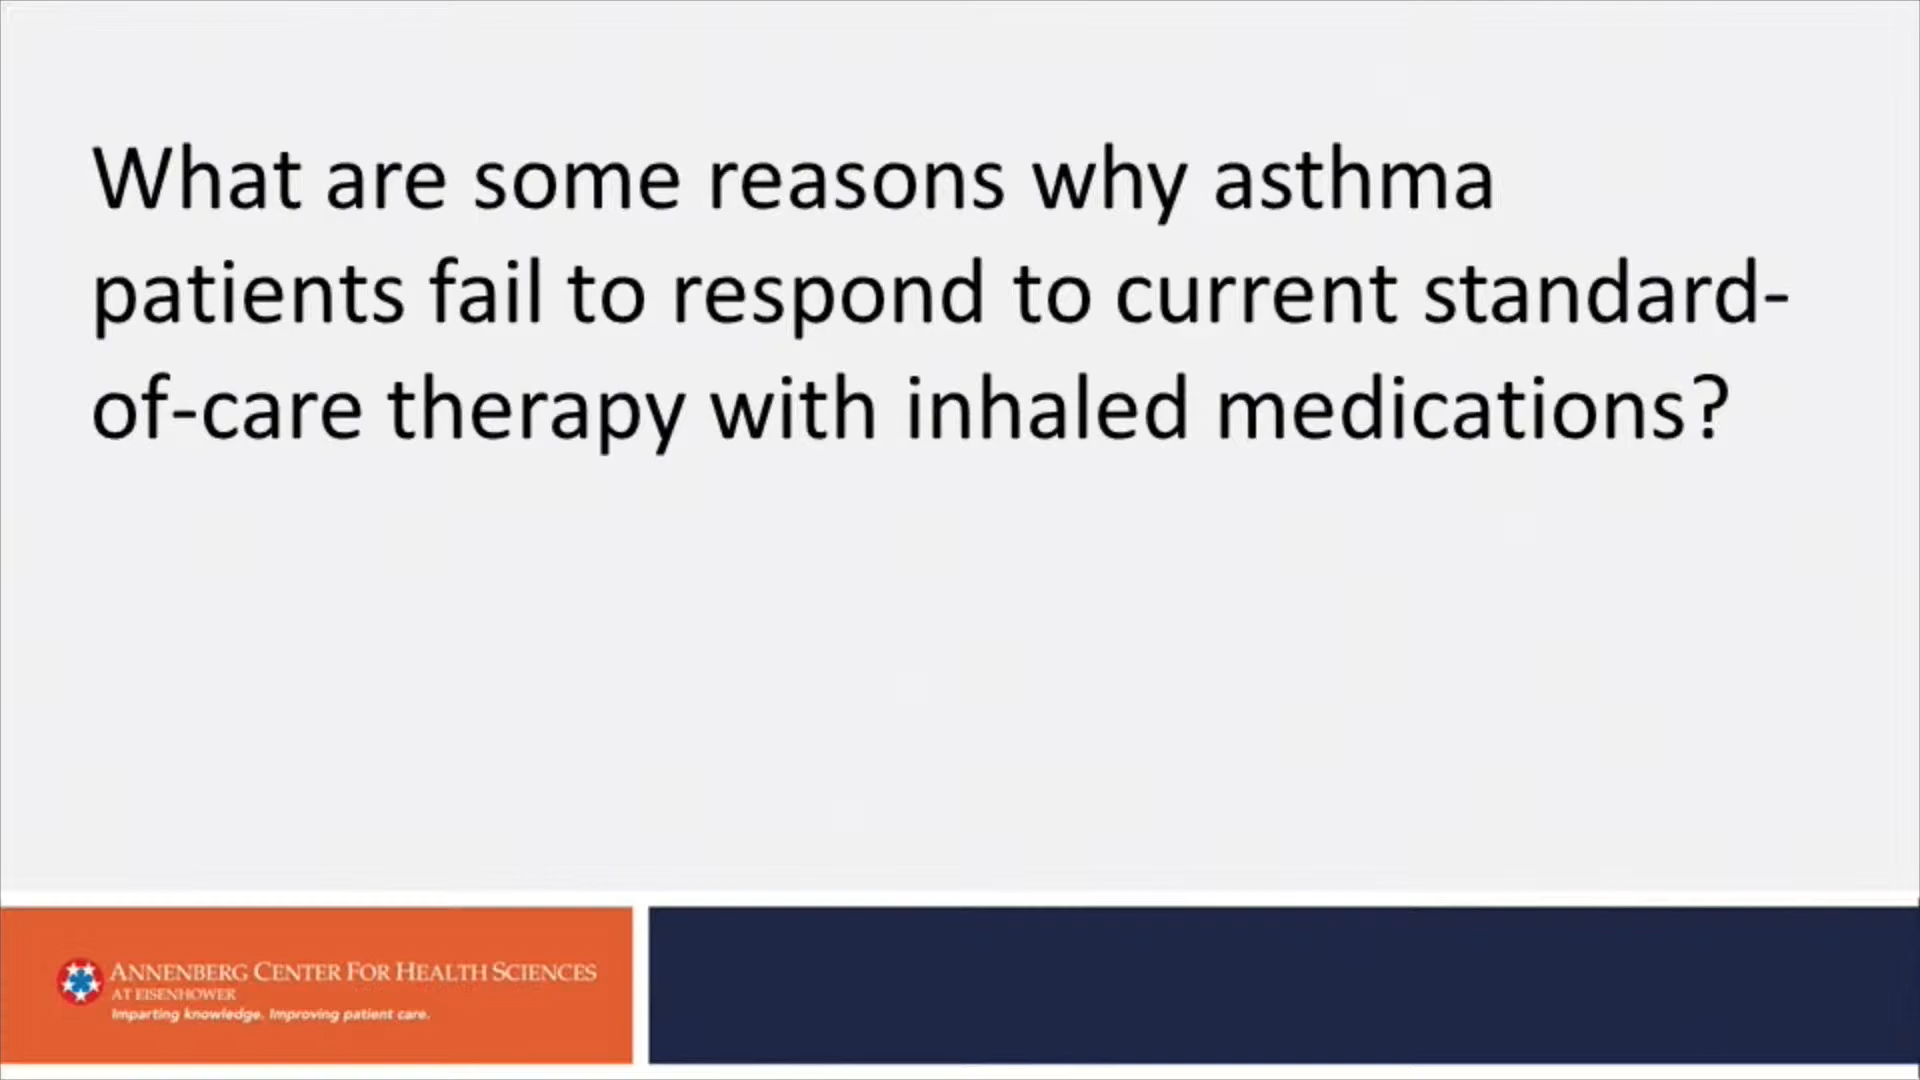 What are some reasons why asthma
patients fail to respond to current standard-
of-care therapy with inhaled medications?
ANNENBERG CENTER FOR HEALTH SCIENCES
AT EISENHOWER
Imparting knowledge. Improving patient care.